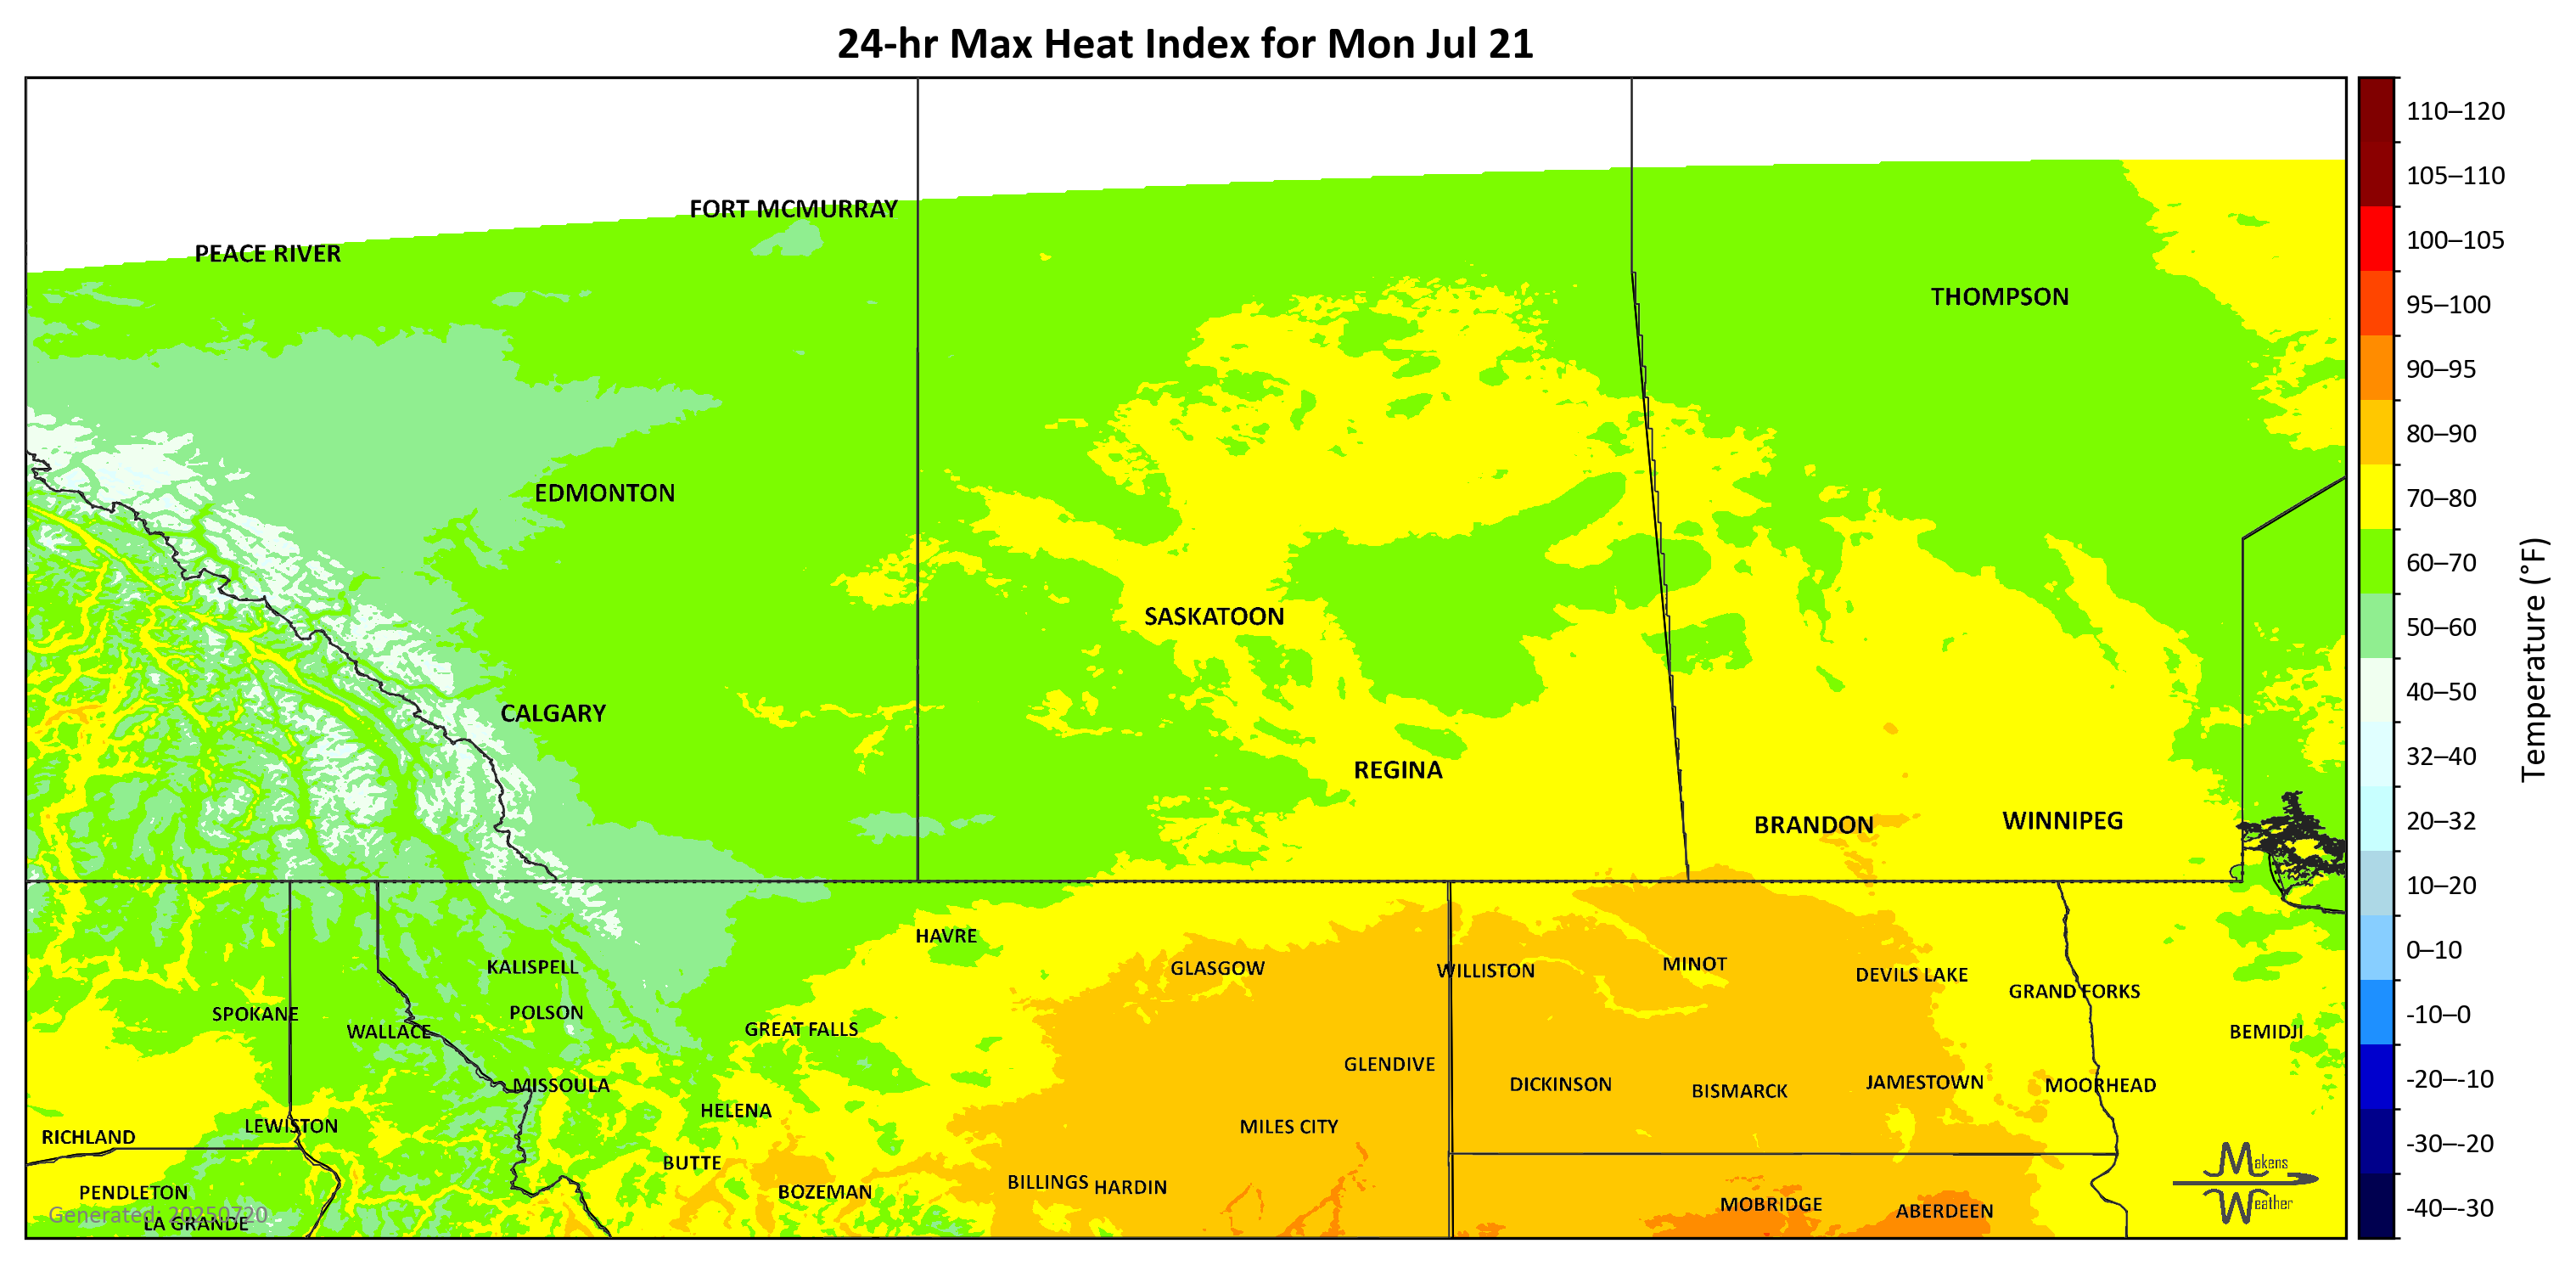 24-hr Max Heat Index for Mon Jul 21
FORT MCMURRAY
PEACE RIVER
THOMPSON
EDMONTON
SASKATOON
CALGARY
REGINA
BRANDON
WINNIPEG
HAVRE
KALISPELL
GLASGOW
WILLISTON
MINOT
DEVILS LAKE
GRAND FORKS
SPOKANE
WALLACE
POLSON
GREAT FALLS
BEMIDJI
GLENDIVE
DICKINSON
BISMARCK
JAMESTOWN
MOORHEAD
MISSOULA
HELENA
RICHLAND
LEWISTON
MILES CITY
BUTTE
PENDLETON
BOZEMAN
BILLINGS
HARDIN
MOBRIDGE
ABERDEEN
Generated: 20250720
LA GRANDE
Makens
Weather
110–120
105–110
100–105
95–100
90–95
80–90
70–80
60–70
50–60
40–50
32–40
20–32
10–20
0–10
-10–0
-20–-10
-30–-20
-40–-30
Temperature (°F)